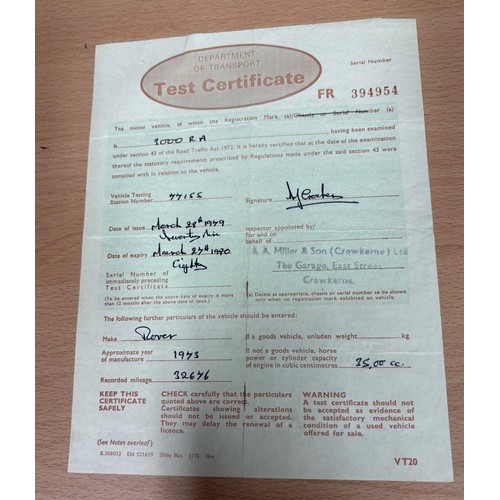 DEPARTMENT
OF TRANSPORT
Test Certificate
Serial Number
FR 394954
The motor vehicle of which the Registration Mark, (a)/Chassis or Serial Number (a)
is 3000 RA having been examined
under section 43 of the Road Traffic Act 1972, it is hereby certified that at the date of the examination
thereof the statutory requirements prescribed by Regulations made under the said section 43 were
complied with in relation to the vehicle.
Vehicle Testing
Station Number 77155
Signature
Date of issue March 28th 1979
Seventy Nine
Date of expiry March 27th 1980
Eighty
Inspector appointed by/
for and on
behalf of
A. A. Miller & Son (Crewkerne) Ltd
The Garage, East Street
Crewkerne.
Serial Number of
immediately preceding
Test Certificate.
(To be entered when the above date of expiry is more
than 12 months after the above date of issue.)
(a) Delete as appropriate, chassis or serial number to be used
only when no registration mark, exhibited on vehicle.
The following further particulars of the vehicle should be entered:
Make Rover
If a goods vehicle, unladen weight kg
Approximate year
of manufacture 1973
If not a goods vehicle, horse
power or cylinder capacity
of engine in cubic centimetres 35,00 cc.
Recorded mileage 32676
KEEP THIS
CERTIFICATE
SAFELY
CHECK carefully that the particulars
quoted above are correct.
Certificates showing alterations
should not be issued or accepted.
They may delay the renewal of a
licence.
WARNING
A test certificate should not
be accepted as evidence of
the satisfactory mechanical
condition of a used vehicle
offered for sale.
(See Notes overleaf)
VT20